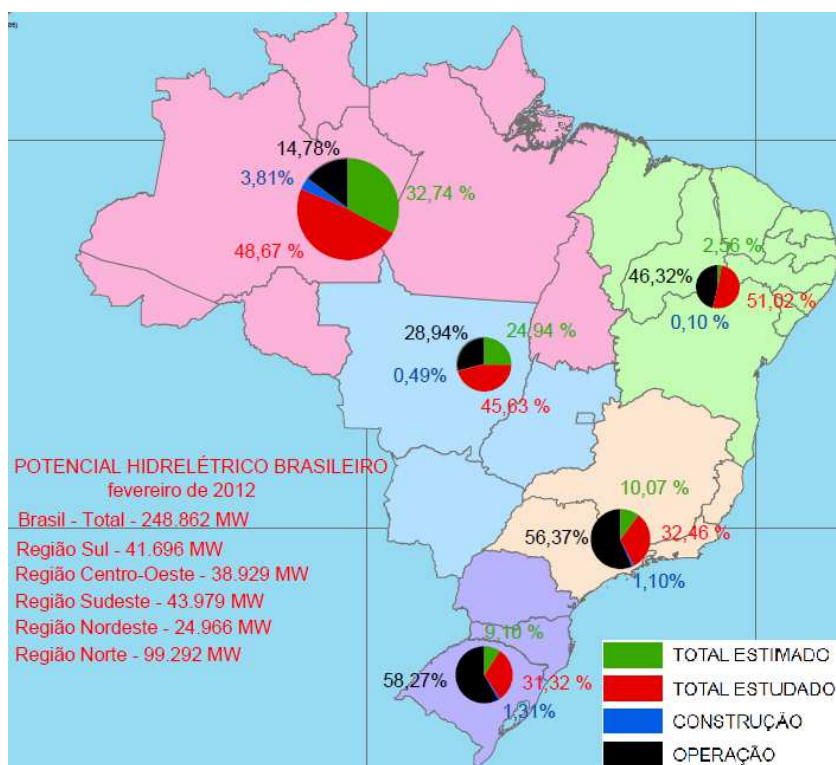 14,78%
3,81%
32,74 %
48,67 %
2,56 %
46,32%
51,02 %
0,10 %
28,94%
24,94 %
0,49%
45,63 %
POTENCIAL HIDRELÉTRICO BRASILEIRO
fevereiro de 2012
Brasil - Total - 248.862 MW
Região Sul - 41.696 MW
Região Centro-Oeste - 38.929 MW
Região Sudeste - 43.979 MW
Região Nordeste - 24.966 MW
Região Norte - 99.292 MW
10,07 %
56,37%
32,46 %
1,10%
9,10 %
58,27%
31,32 %
1,31%
TOTAL ESTIMADO
TOTAL ESTUDADO
CONSTRUÇÃO
OPERAÇÃO